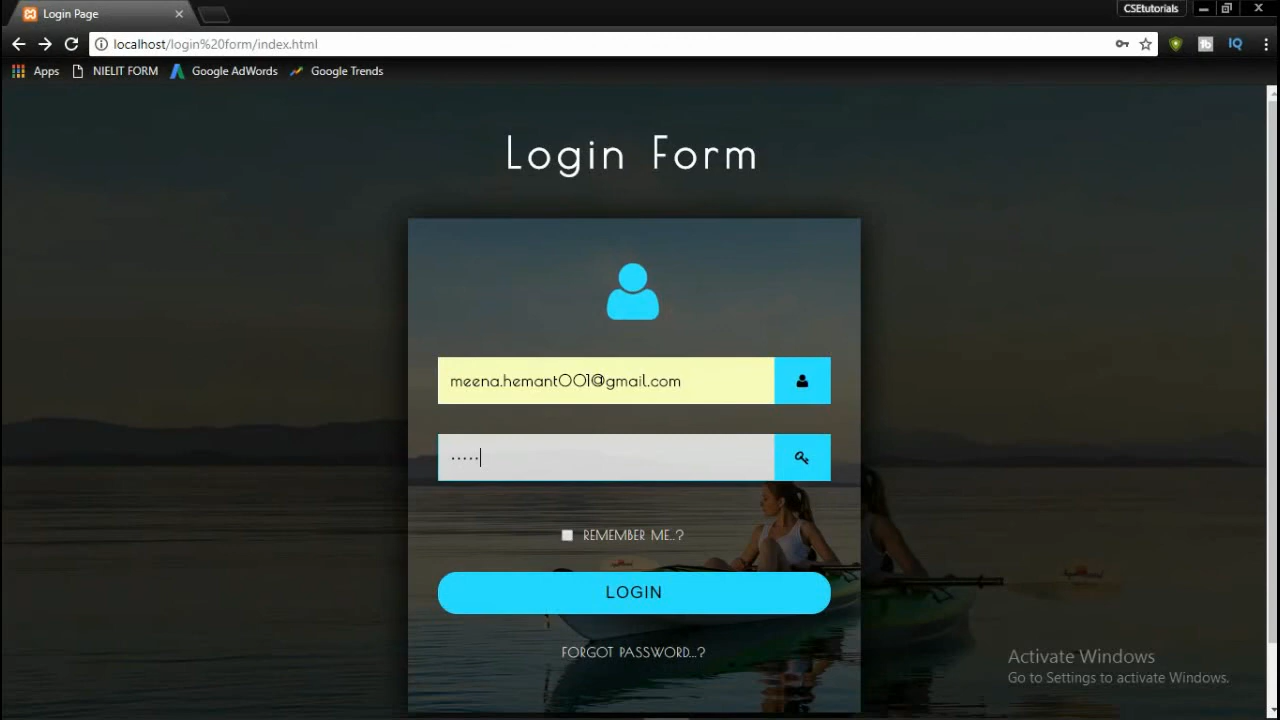 Login Page
CSEtutorials
localhost/login%20form/index.html
Apps NIELIT FORM Google AdWords Google Trends
Login Form
meena.hemant001@gmail.com
.....
REMEMBER ME..?
LOGIN
FORGOT PASSWORD...?
Activate Windows
Go to Settings to activate Windows.